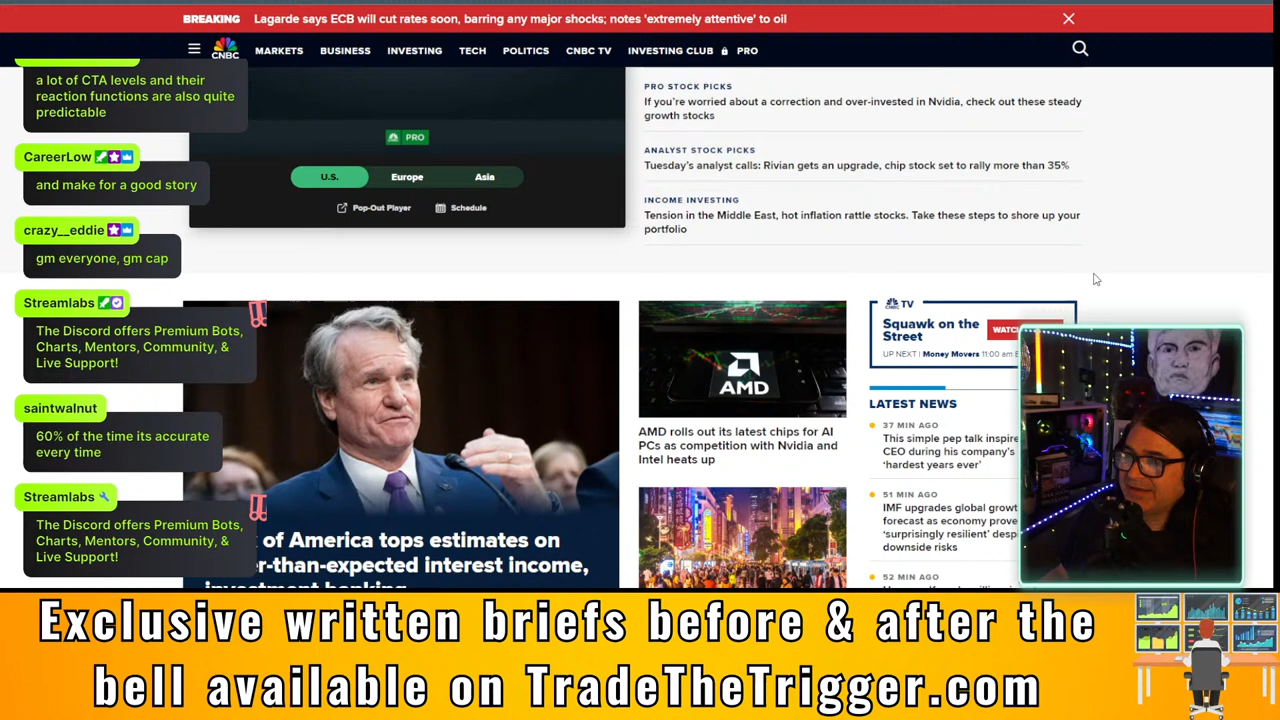 BREAKING Lagarde says ECB will cut rates soon, barring any major shocks; notes 'extremely attentive' to oil
CNBC MARKETS BUSINESS INVESTING TECH POLITICS CNBC TV INVESTING CLUB PRO
a lot of CTA levels and their
reaction functions are also quite
predictable
CareerLow
and make for a good story
crazy__eddie
gm everyone, gm cap
Streamlabs
The Discord offers Premium Bots,
Charts, Mentors, Community, &
Live Support!
saintwalnut
60% of the time its accurate
every time
Streamlabs
The Discord offers Premium Bots,
Charts, Mentors, Community, &
Live Support!
PRO
U.S. Europe Asia
Pop-Out Player Schedule
PRO STOCK PICKS
If you're worried about a correction and over-invested in Nvidia, check out these steady
growth stocks
ANALYST STOCK PICKS
Tuesday's analyst calls: Rivian gets an upgrade, chip stock set to rally more than 35%
INCOME INVESTING
Tension in the Middle East, hot inflation rattle stocks. Take these steps to shore up your
portfolio
of America tops estimates on
er-than-expected interest income,
investment banking
AMD
AMD rolls out its latest chips for AI
PCs as competition with Nvidia and
Intel heats up
TV
Squawk on the
Street
WATC
UP NEXT | Money Movers 11:00 am E
LATEST NEWS
37 MIN AGO
This simple pep talk inspire
CEO during his company's
'hardest years ever'
51 MIN AGO
IMF upgrades global growt
forecast as economy prove
'surprisingly resilient' desp
downside risks
52 MIN AGO
Exclusive written briefs before & after the
bell available on TradeTheTrigger.com